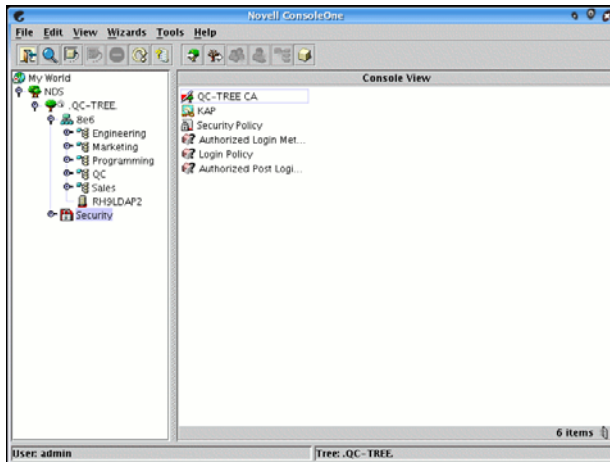 Novell ConsoleOne
File Edit View Wizards Tools Help
My World
NDS
.QC-TREE.
8e6
Engineering
Marketing
Programming
QC
Sales
RH9LDAP2
Security
Console View
QC-TREE CA
KAP
Security Policy
Authorized Login Met...
Login Policy
Authorized Post Logi...
6 items
User: admin
Tree: .QC-TREE.